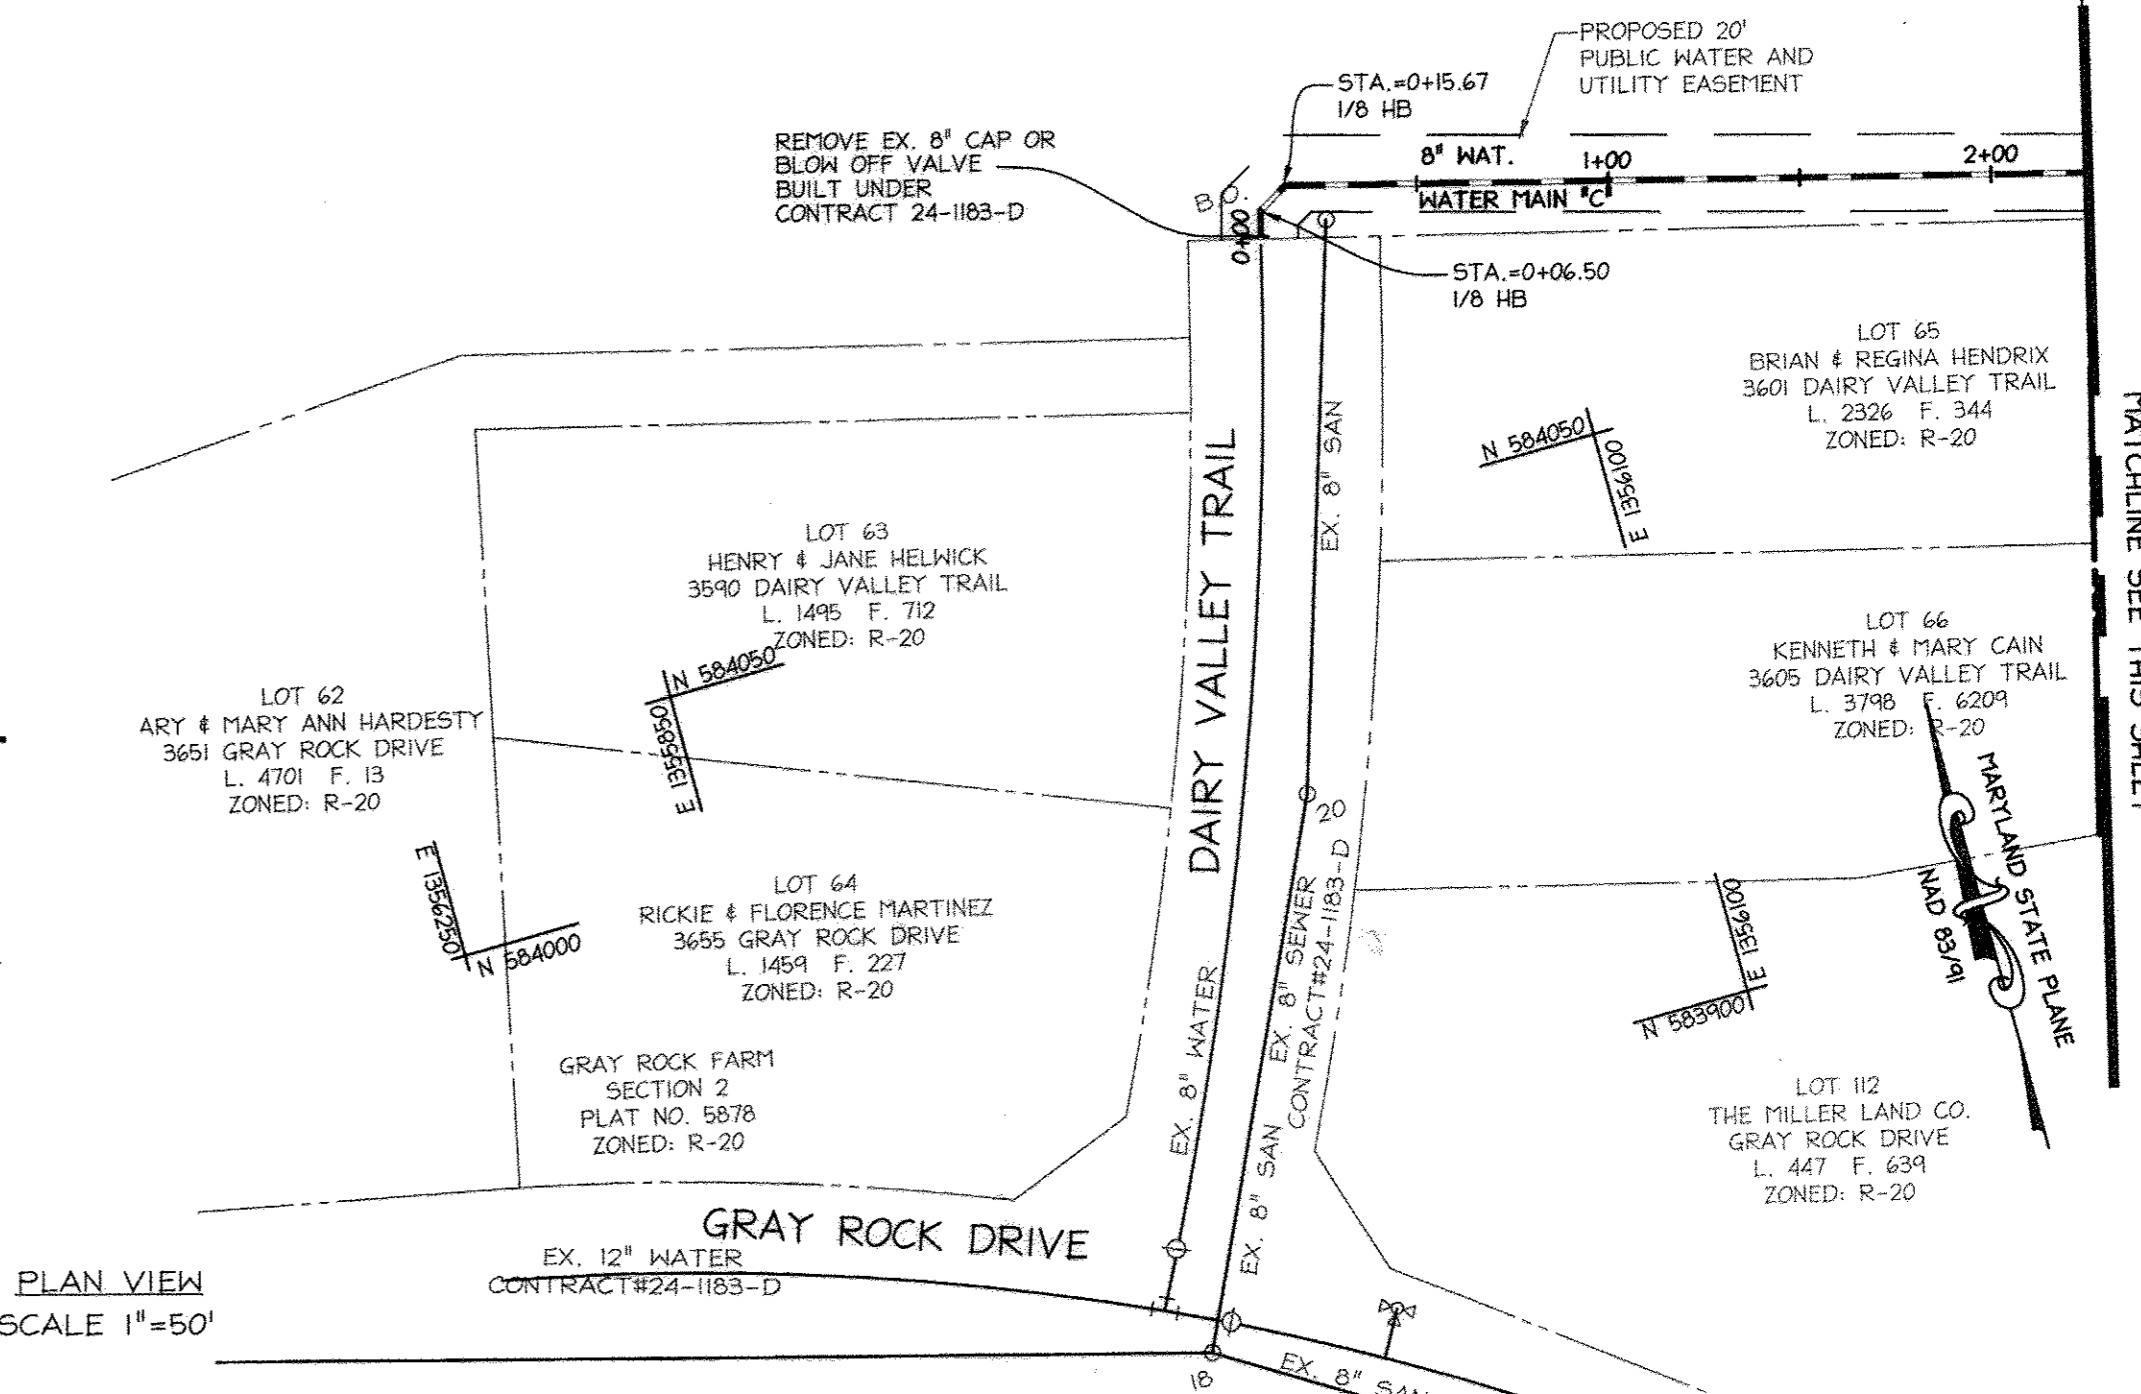 PROPOSED 20'
PUBLIC WATER AND
UTILITY EASEMENT
STA.=0+15.67
1/8 HB
REMOVE EX. 8" CAP OR
BLOW OFF VALVE
BUILT UNDER
CONTRACT 24-1183-D
B.O.
0+00
8" WAT.
1+00
2+00
WATER MAIN "C"
STA.=0+06.50
1/8 HB
LOT 65
BRIAN & REGINA HENDRIX
3601 DAIRY VALLEY TRAIL
L. 2326 F. 344
ZONED: R-20
N 584050
E 1356100
MATCHLINE SEE THIS SHEET
EX. 8" SAN
DAIRY VALLEY TRAIL
LOT 63
HENRY & JANE HELWICK
3590 DAIRY VALLEY TRAIL
L. 1495 F. 712
ZONED: R-20
N 584050
E 1355850
LOT 66
KENNETH & MARY CAIN
3605 DAIRY VALLEY TRAIL
L. 3798 F. 6209
ZONED: R-20
LOT 62
ARY & MARY ANN HARDESTY
3651 GRAY ROCK DRIVE
L. 4701 F. 13
ZONED: R-20
E 1356250
N 584000
LOT 64
RICKIE & FLORENCE MARTINEZ
3655 GRAY ROCK DRIVE
L. 1459 F. 227
ZONED: R-20
20
EX. 8" SEWER
CONTRACT#24-1183-D
MARYLAND STATE PLANE
NAD 83/91
E 1356100
N 583900
EX. 8" WATER
EX. 8" SAN
GRAY ROCK FARM
SECTION 2
PLAT NO. 5878
ZONED: R-20
LOT 112
THE MILLER LAND CO.
GRAY ROCK DRIVE
L. 447 F. 639
ZONED: R-20
GRAY ROCK DRIVE
EX. 12" WATER
CONTRACT#24-1183-D
PLAN VIEW
SCALE 1"=50'
18
EX. 8" SAN